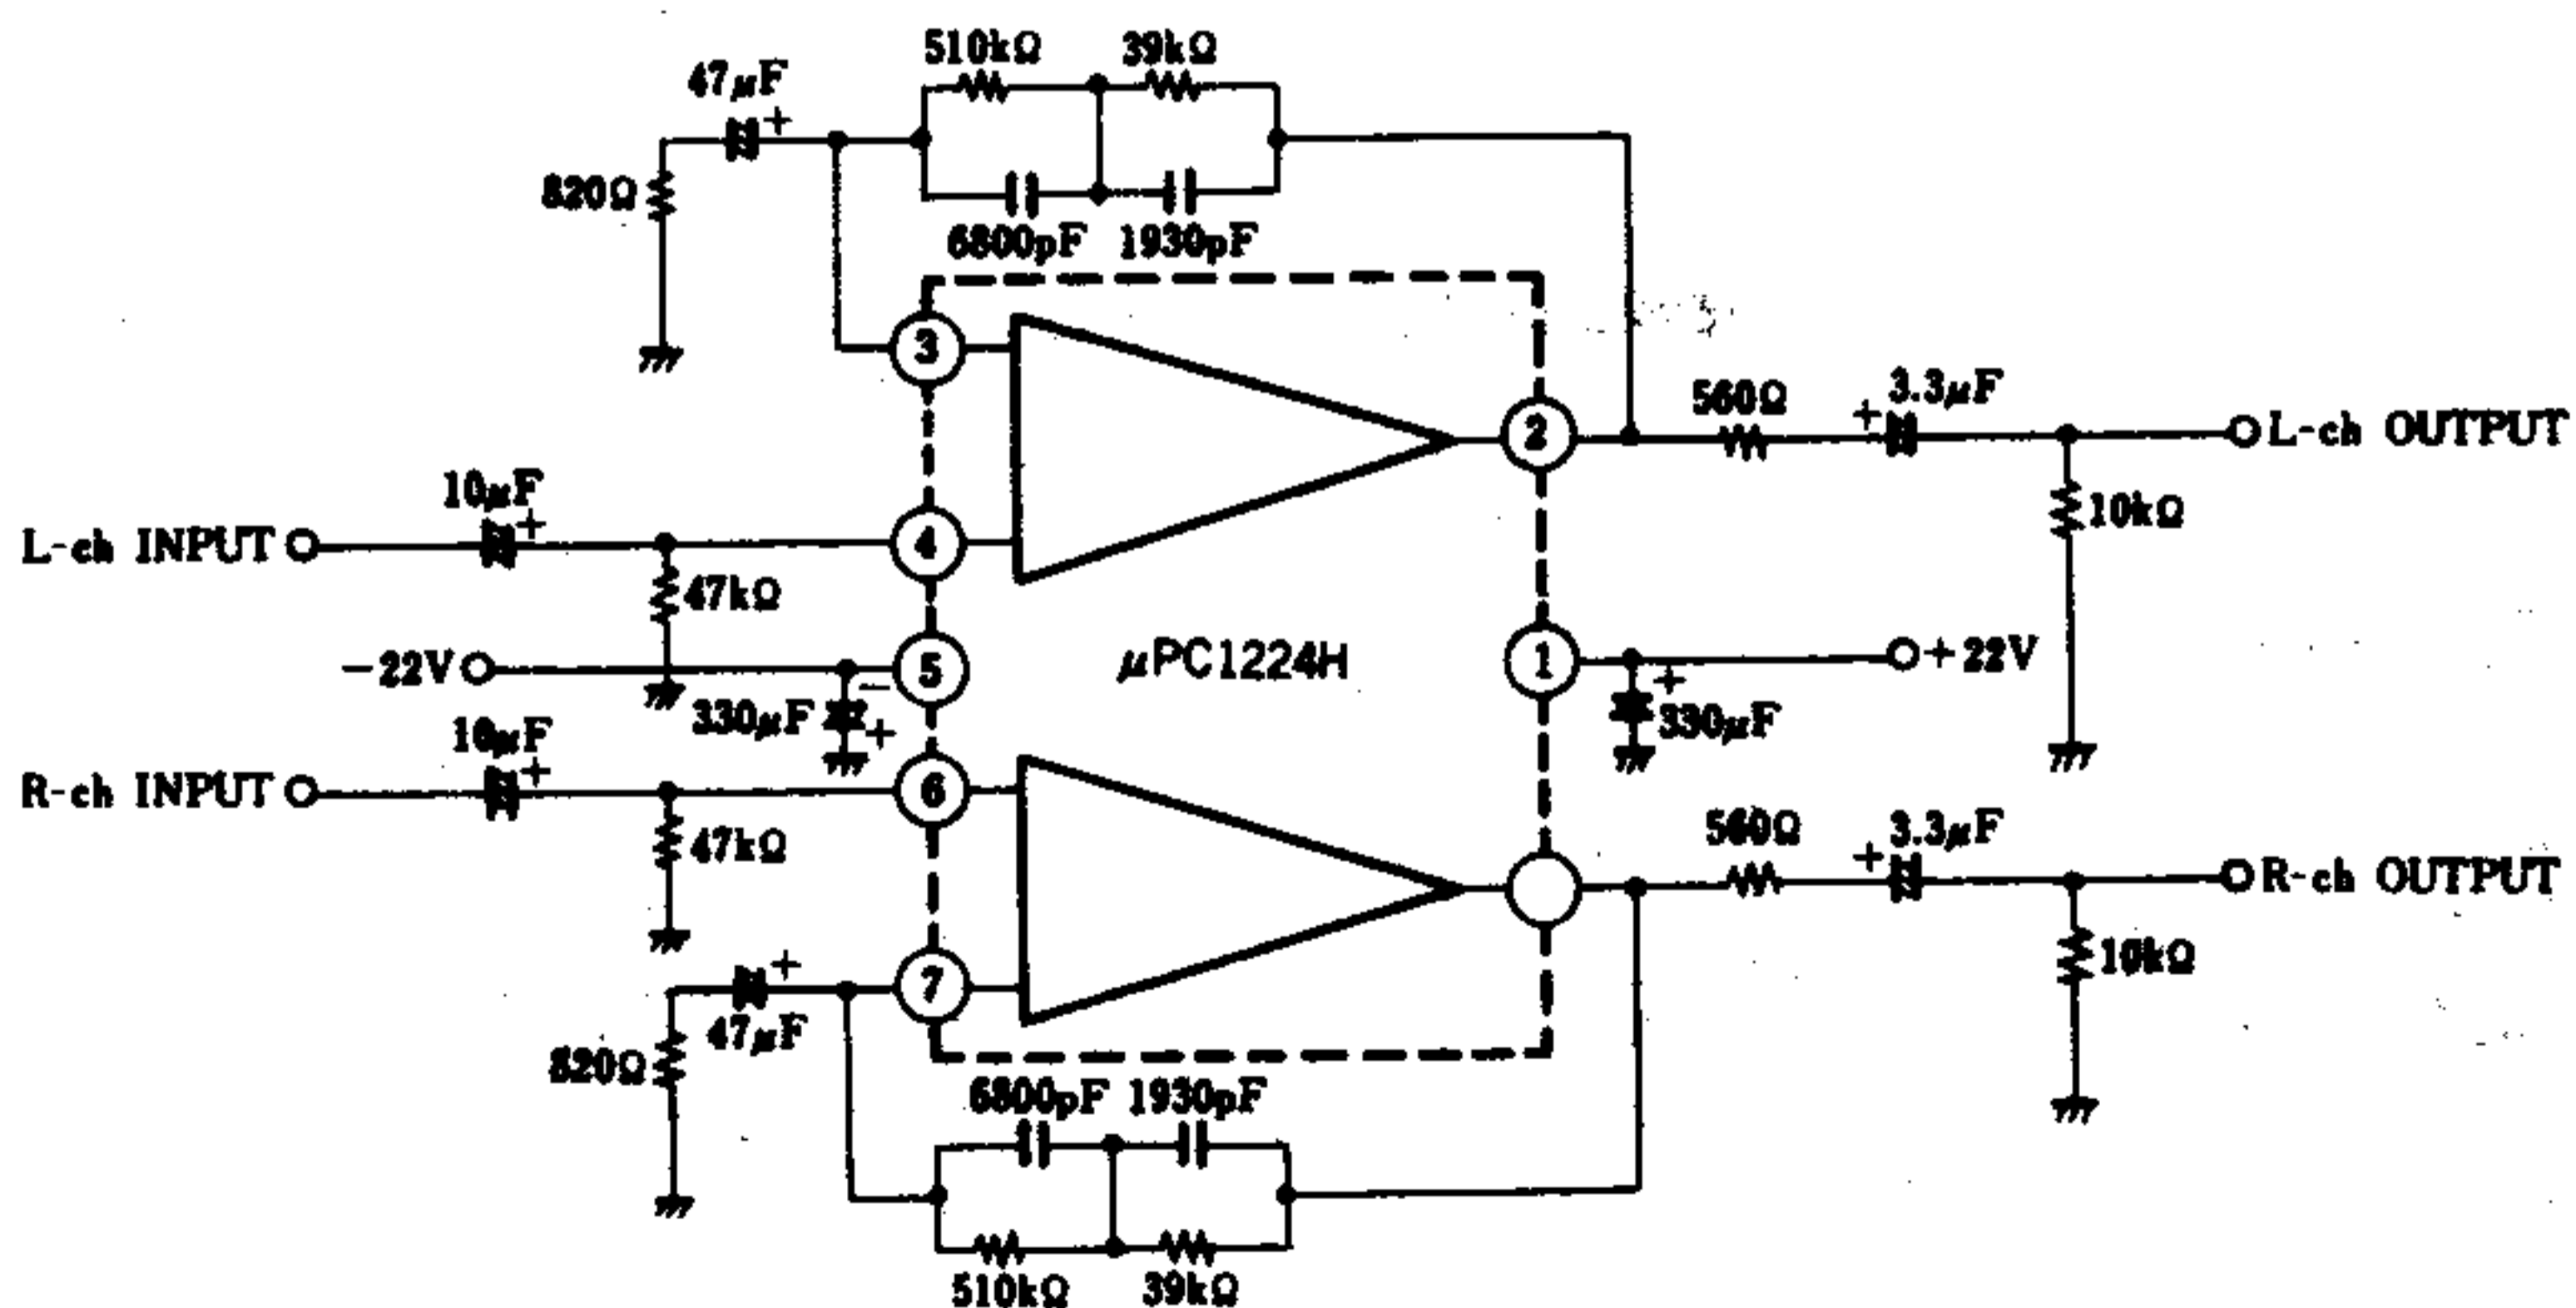 510kΩ 39kΩ
47μF +
820Ω
6800pF 1930pF
3
2
560Ω + 3.3μF
L-ch OUTPUT
10kΩ
10μF +
L-ch INPUT
4
47kΩ
-22V
5
-
330μF +
μPC1224H
1
+22V
+
330μF
10μF +
R-ch INPUT
6
47kΩ
560Ω + 3.3μF
R-ch OUTPUT
10kΩ
7
+
47μF
820Ω
6800pF 1930pF
510kΩ 39kΩ